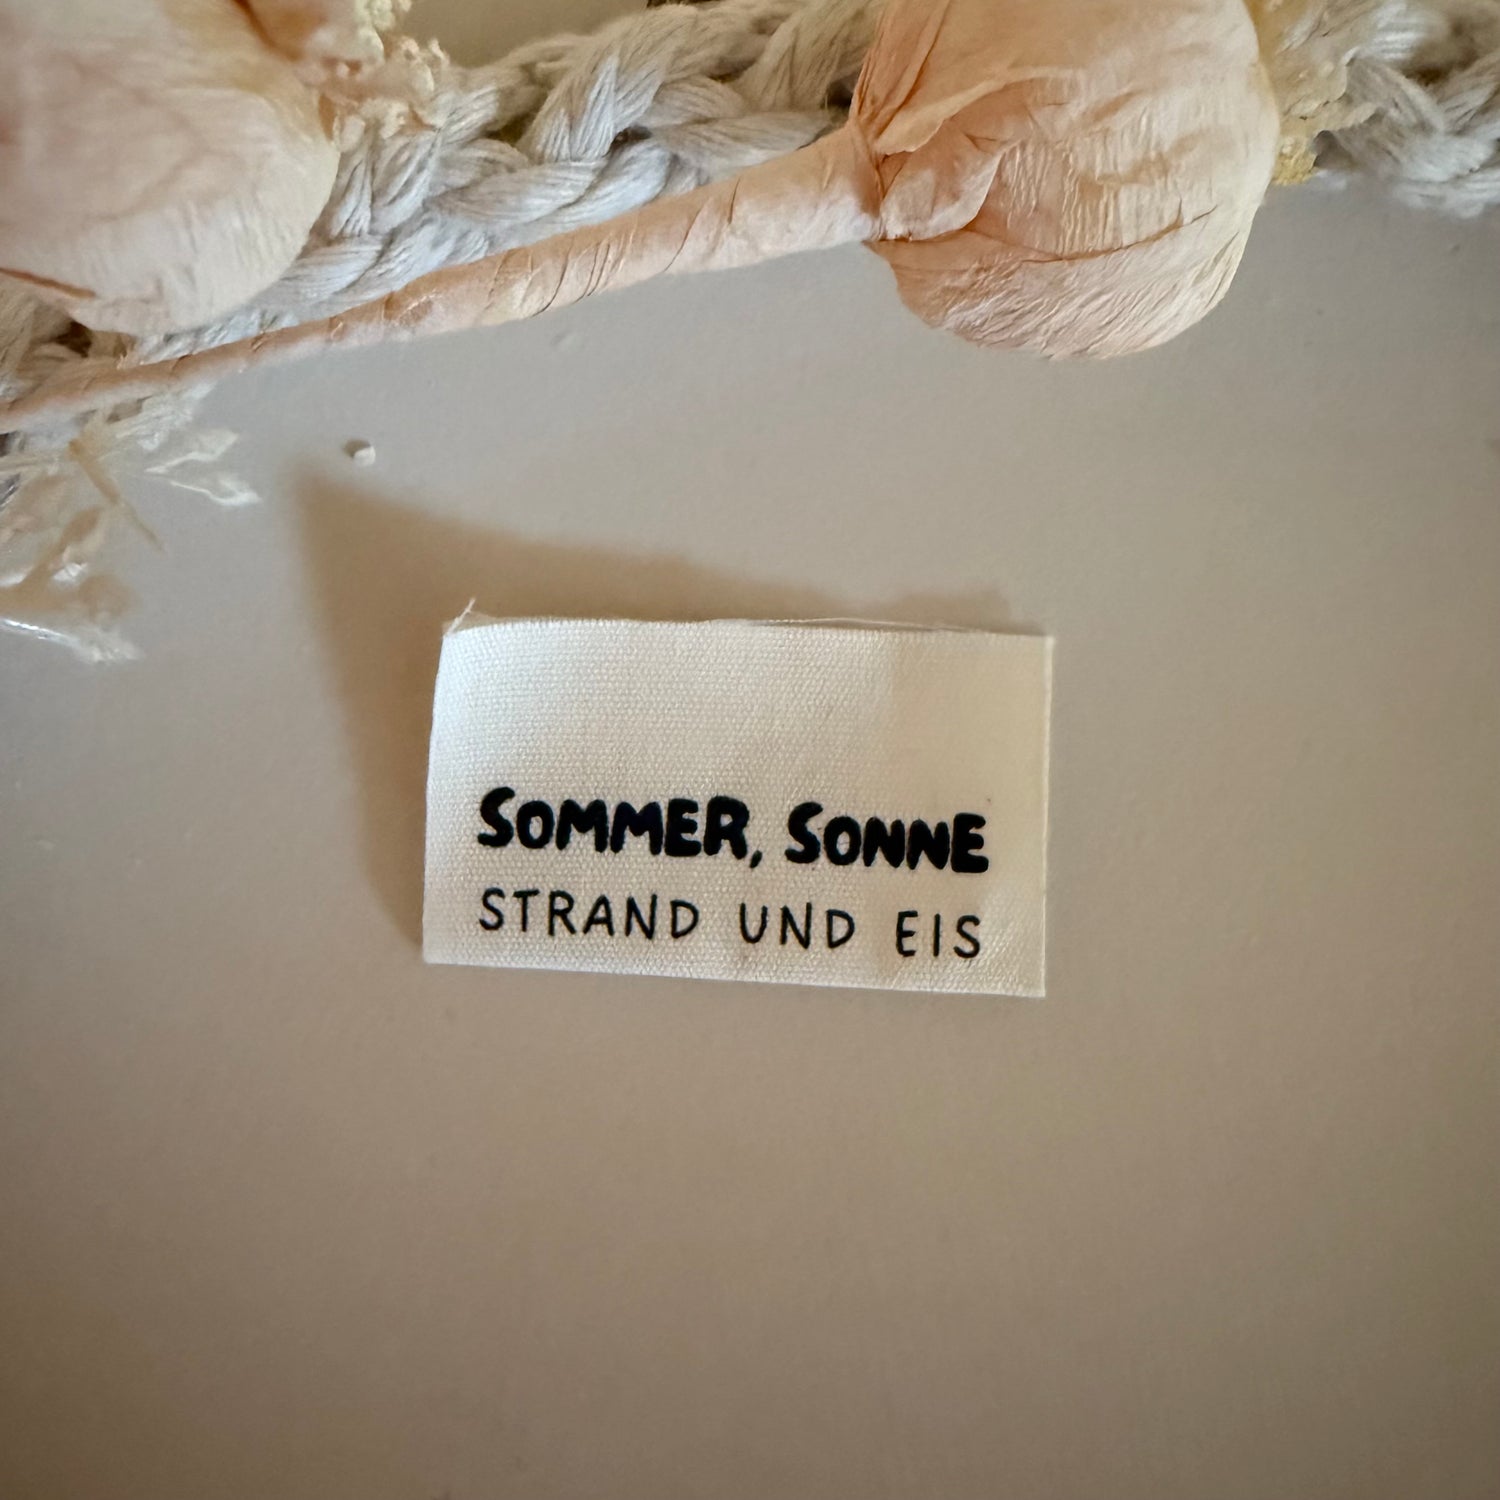 SOMMER, SONNE
STRAND UND EIS